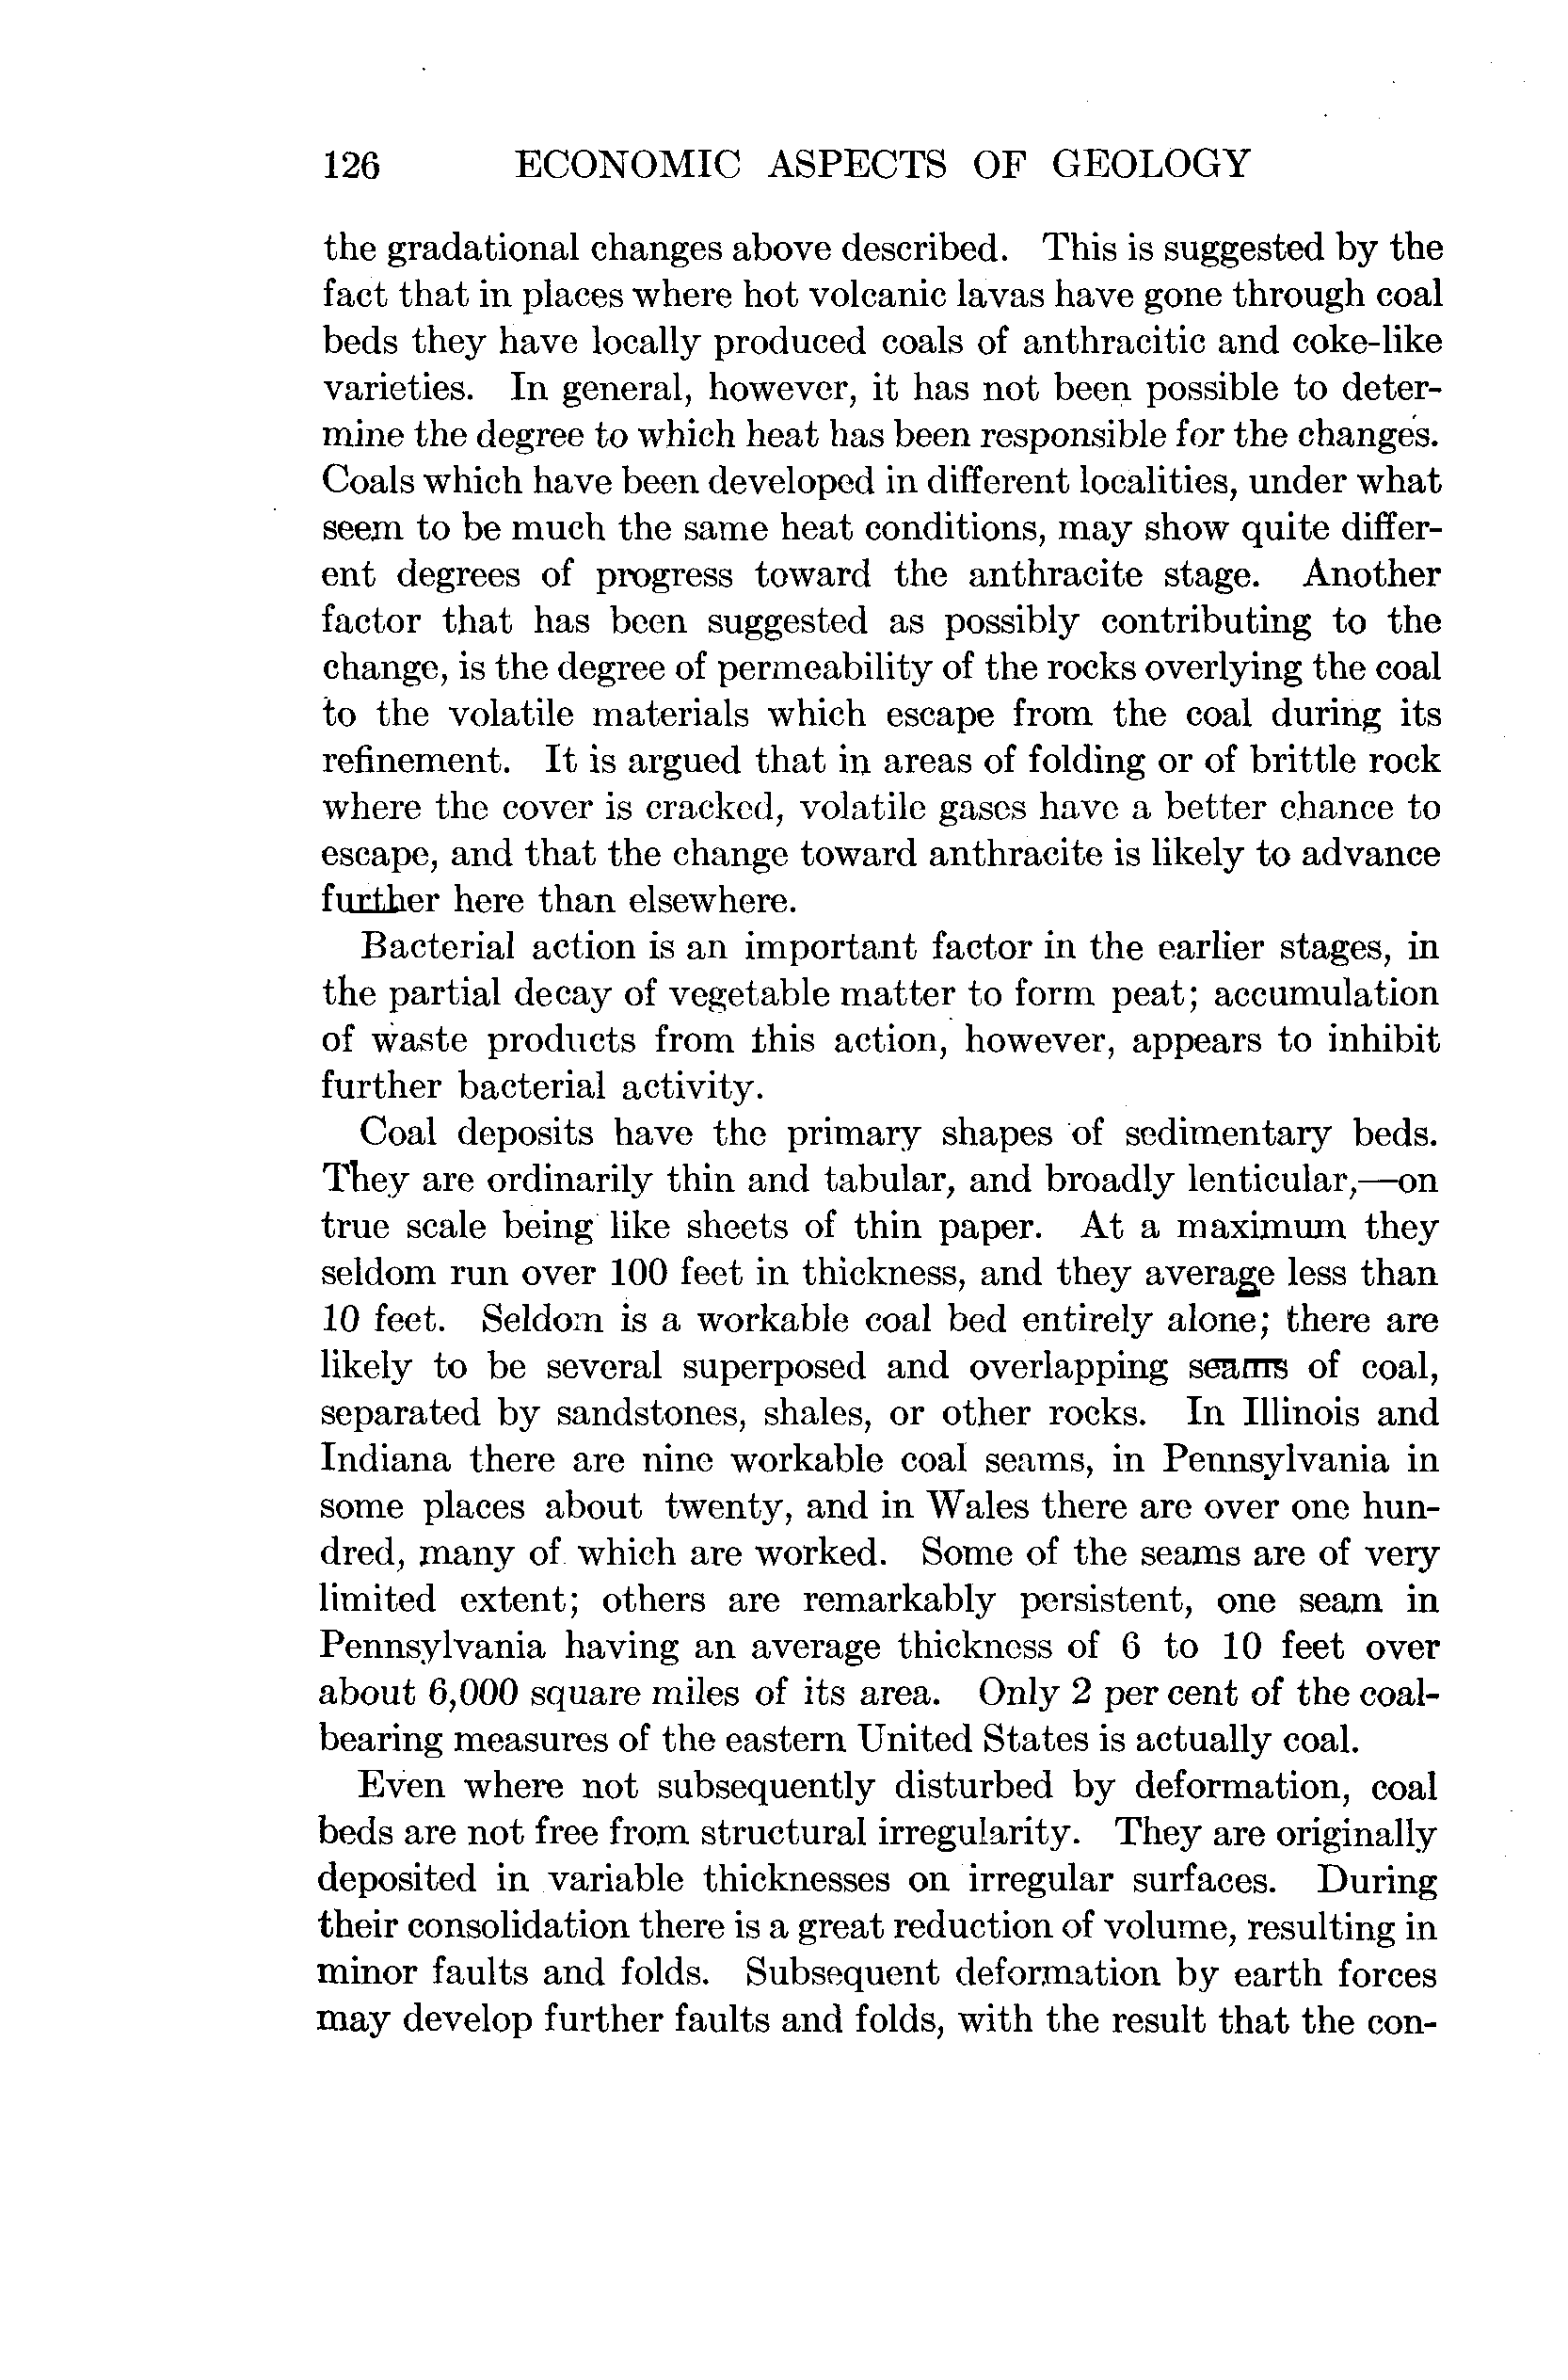 126 ECONOMIC ASPECTS OF GEOLOGY
the gradational changes above described. This is suggested by the
fact that in places where hot volcanic lavas have gone through coal
beds they have locally produced coals of anthracitic and coke-like
varieties. In general, however, it has not been possible to deter-
mine the degree to which heat has been responsible for the changes.
Coals which have been developed in different localities, under what
seem to be much the same heat conditions, may show quite differ-
ent degrees of progress toward the anthracite stage. Another
factor that has been suggested as possibly contributing to the
change, is the degree of permeability of the rocks overlying the coal
to the volatile materials which escape from the coal during its
refinement. It is argued that in areas of folding or of brittle rock
where the cover is cracked, volatile gases have a better chance to
escape, and that the change toward anthracite is likely to advance
further here than elsewhere.
Bacterial action is an important factor in the earlier stages, in
the partial decay of vegetable matter to form peat; accumulation
of waste products from this action, however, appears to inhibit
further bacterial activity.
Coal deposits have the primary shapes of sedimentary beds.
They are ordinarily thin and tabular, and broadly lenticular,—on
true scale being like sheets of thin paper. At a maximum they
seldom run over 100 feet in thickness, and they average less than
10 feet. Seldom is a workable coal bed entirely alone; there are
likely to be several superposed and overlapping seams of coal,
separated by sandstones, shales, or other rocks. In Illinois and
Indiana there are nine workable coal seams, in Pennsylvania in
some places about twenty, and in Wales there are over one hun-
dred, many of which are worked. Some of the seams are of very
limited extent; others are remarkably persistent, one seam in
Pennsylvania having an average thickness of 6 to 10 feet over
about 6,000 square miles of its area. Only 2 per cent of the coal-
bearing measures of the eastern United States is actually coal.
Even where not subsequently disturbed by deformation, coal
beds are not free from structural irregularity. They are originally
deposited in variable thicknesses on irregular surfaces. During
their consolidation there is a great reduction of volume, resulting in
minor faults and folds. Subsequent deformation by earth forces
may develop further faults and folds, with the result that the con-